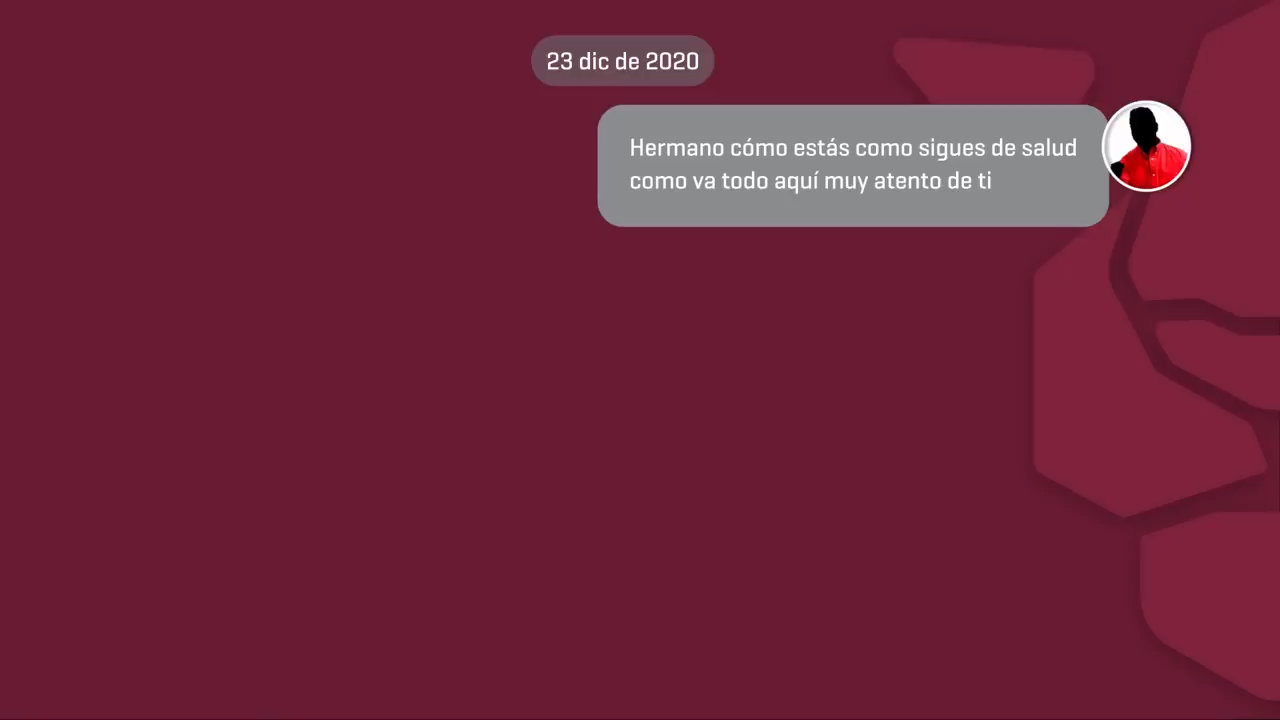 23 dic de 2020
Hermano cómo estás como sigues de salud
como va todo aquí muy atento de ti